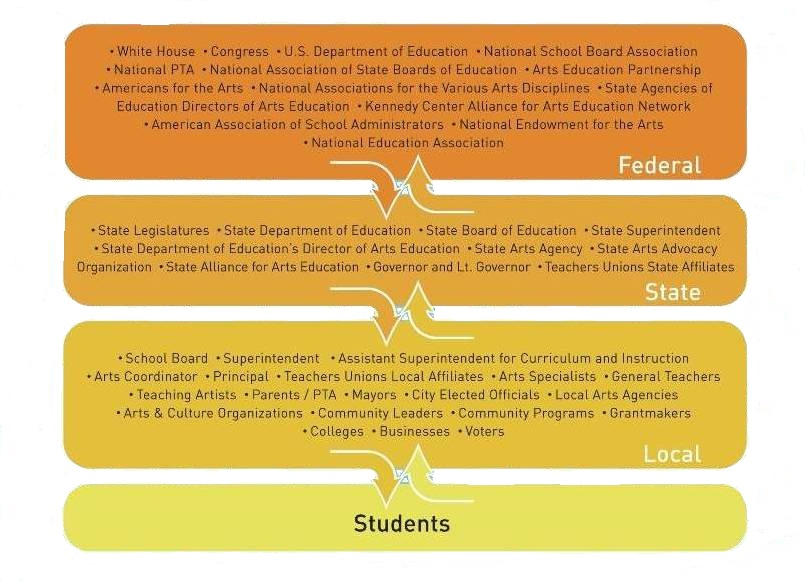 • White House • Congress • U.S. Department of Education • National School Board Association
• National PTA • National Association of State Boards of Education • Arts Education Partnership
• Americans for the Arts • National Associations for the Various Arts Disciplines • State Agencies of
Education Directors of Arts Education • Kennedy Center Alliance for Arts Education Network
• American Association of School Administrators • National Endowment for the Arts
• National Education Association
Federal
• State Legislatures • State Department of Education • State Board of Education • State Superintendent
• State Department of Education's Director of Arts Education • State Arts Agency • State Arts Advocacy
Organization • State Alliance for Arts Education • Governor and Lt. Governor • Teachers Unions State Affiliates
State
• School Board • Superintendent • Assistant Superintendent for Curriculum and Instruction
• Arts Coordinator • Principal • Teachers Unions Local Affiliates • Arts Specialists • General Teachers
• Teaching Artists • Parents / PTA • Mayors • City Elected Officials • Local Arts Agencies
• Arts & Culture Organizations • Community Leaders • Community Programs • Grantmakers
• Colleges • Businesses • Voters
Local
Students